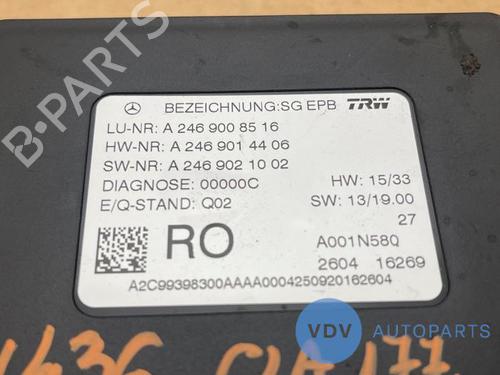 BEZEICHNUNG:SG EPB TRW
LU-NR: A 246 900 85 16
HW-NR: A 246 901 44 06
SW-NR: A 246 902 10 02
DIAGNOSE: 00000C HW: 15/33
E/Q-STAND: Q02 SW: 13/19.00
27
RO A001N58Q
2604 16269
A2C99398300AAAA0004250920162604
VDV AUTOPARTS